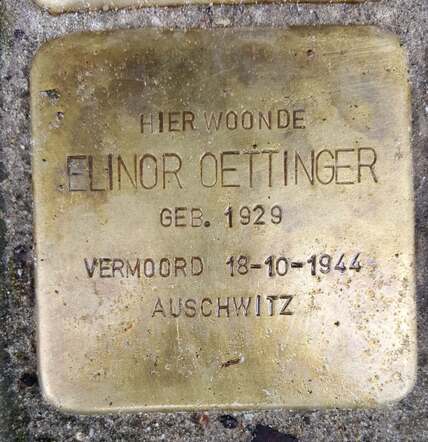 HIER WOONDE
ELINOR OETTINGER
GEB. 1929
VERMOORD 18-10-1944
AUSCHWITZ